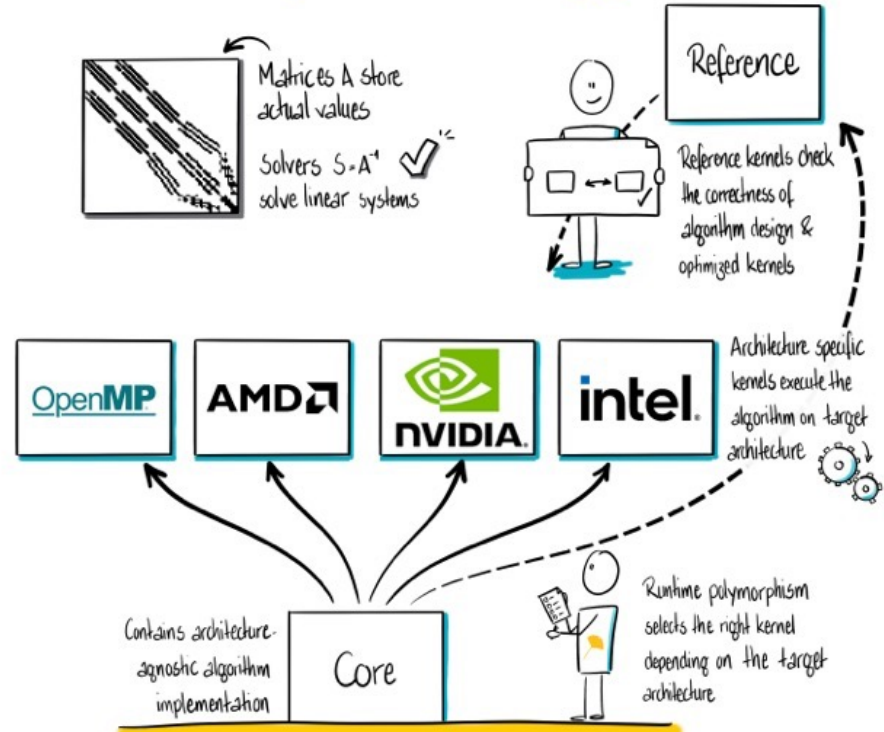 Matrices A store
actual values
Solvers S=A⁻¹
solve linear systems
Reference
Reference kernels check
the correctness of
algorithm design &
optimized kernels
OpenMP
AMD
NVIDIA
intel
Architecture specific
kernels execute the
algorithm on target
architecture
Contains architecture-
agnostic algorithm
implementation
Core
Runtime polymorphism
selects the right kernel
depending on the target
architecture